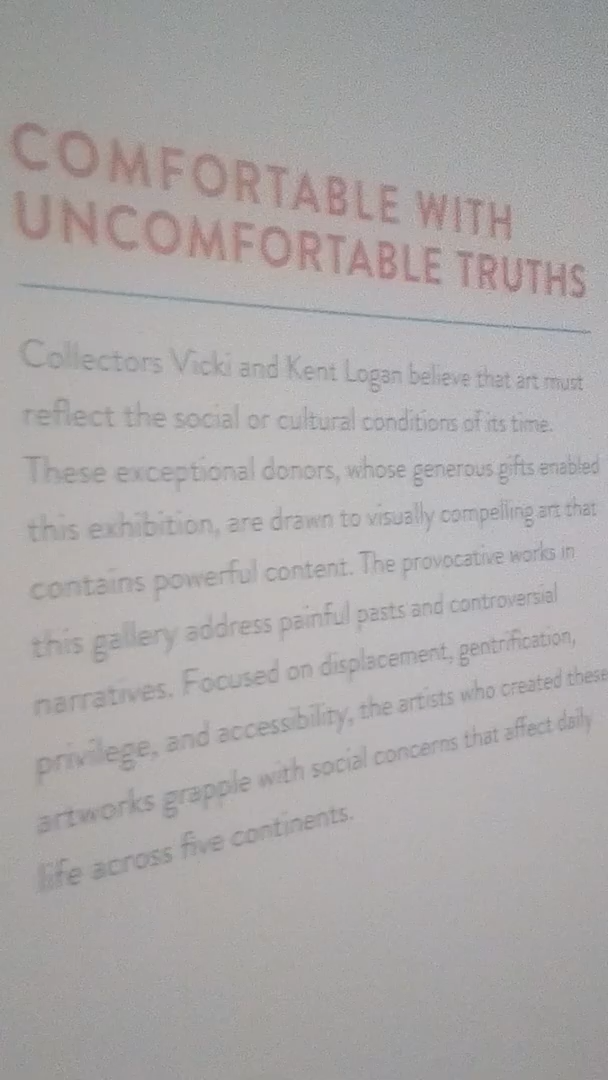 COMFORTABLE WITH
UNCOMFORTABLE TRUTHS
Collectors Vicki and Kent Logan believe that art must
reflect the social or cultural conditions of its time.
These exceptional donors, whose generous gifts enabled
this exhibition, are drawn to visually compelling art that
contains powerful content. The provocative works in
this gallery address painful pasts and controversial
narratives. Focused on displacement, gentrification,
privilege, and accessibility, the artists who created these
artworks grapple with social concerns that affect daily
life across five continents.